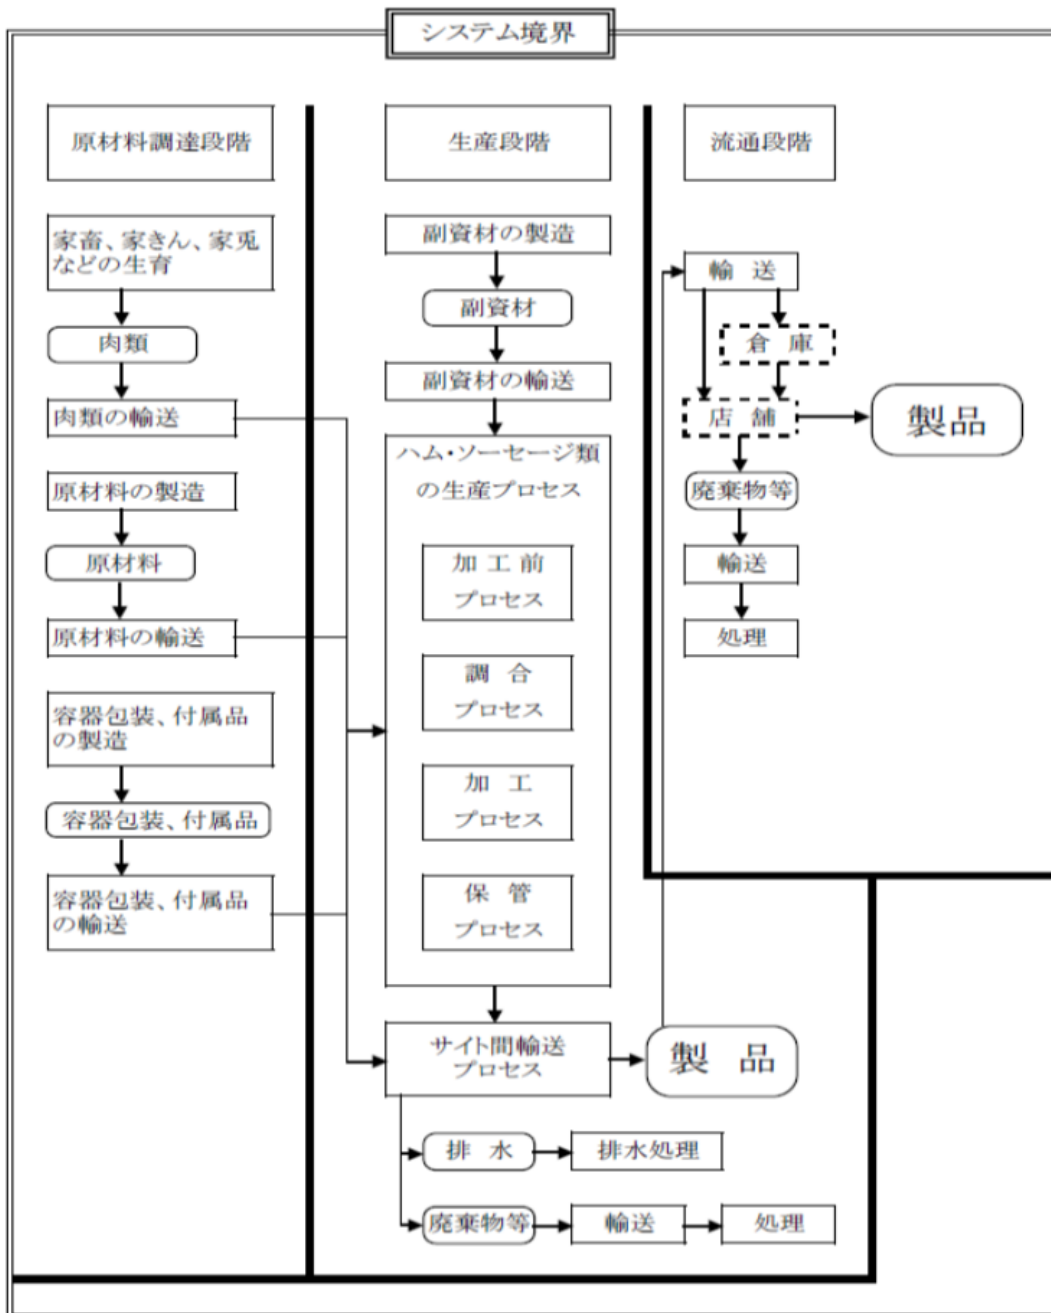 システム境界
原材料調達段階
家畜、家きん、家兎
などの生育
肉類
肉類の輸送
原材料の製造
原材料
原材料の輸送
容器包装、付属品
の製造
容器包装、付属品
容器包装、付属品
の輸送
生産段階
副資材の製造
副資材
副資材の輸送
ハム・ソーセージ類
の生産プロセス
加工前
プロセス
調合
プロセス
加工
プロセス
保管
プロセス
サイト間輸送
プロセス
製品
排水
排水処理
廃棄物等
輸送
処理
流通段階
輸送
倉庫
店舗
製品
廃棄物等
輸送
処理